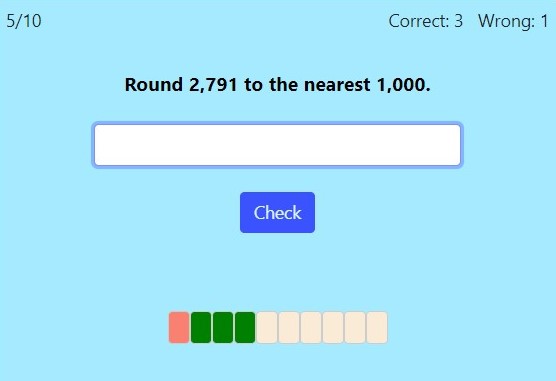 5/10 Correct: 3 Wrong: 1
Round 2,791 to the nearest 1,000.
Check